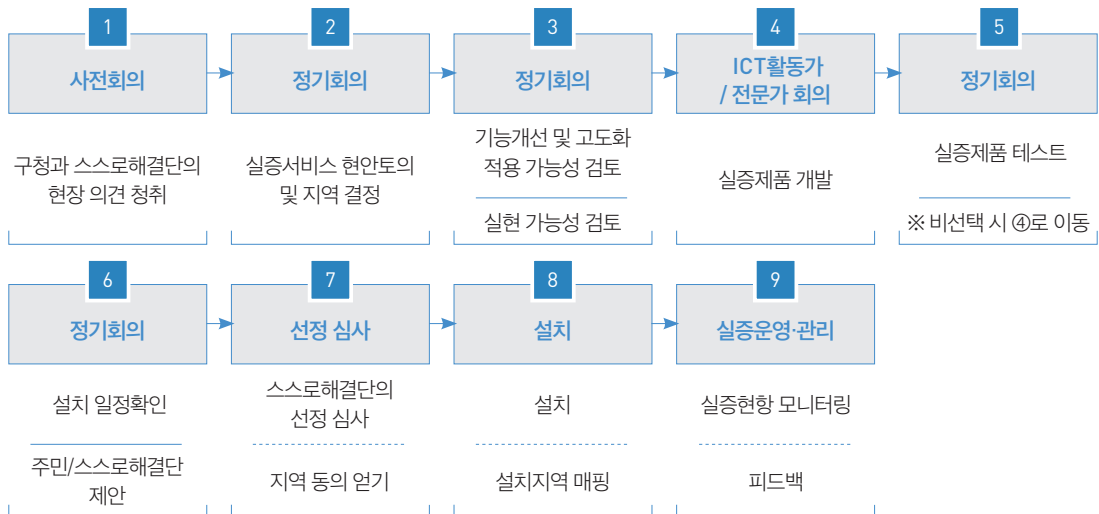 1
사전회의
구청과 스스로해결단의
현장 의견 청취
2
정기회의
실증서비스 현안토의
및 지역 결정
3
정기회의
기능개선 및 고도화
적용 가능성 검토
실현 가능성 검토
4
ICT활동가
/ 전문가 회의
실증제품 개발
5
정기회의
실증제품 테스트
※ 비선택 시 ④로 이동
6
정기회의
설치 일정확인
주민/스스로해결단
제안
7
선정 심사
스스로해결단의
선정 심사
지역 동의 얻기
8
설치
설치
설치지역 매핑
9
실증운영·관리
실증현항 모니터링
피드백